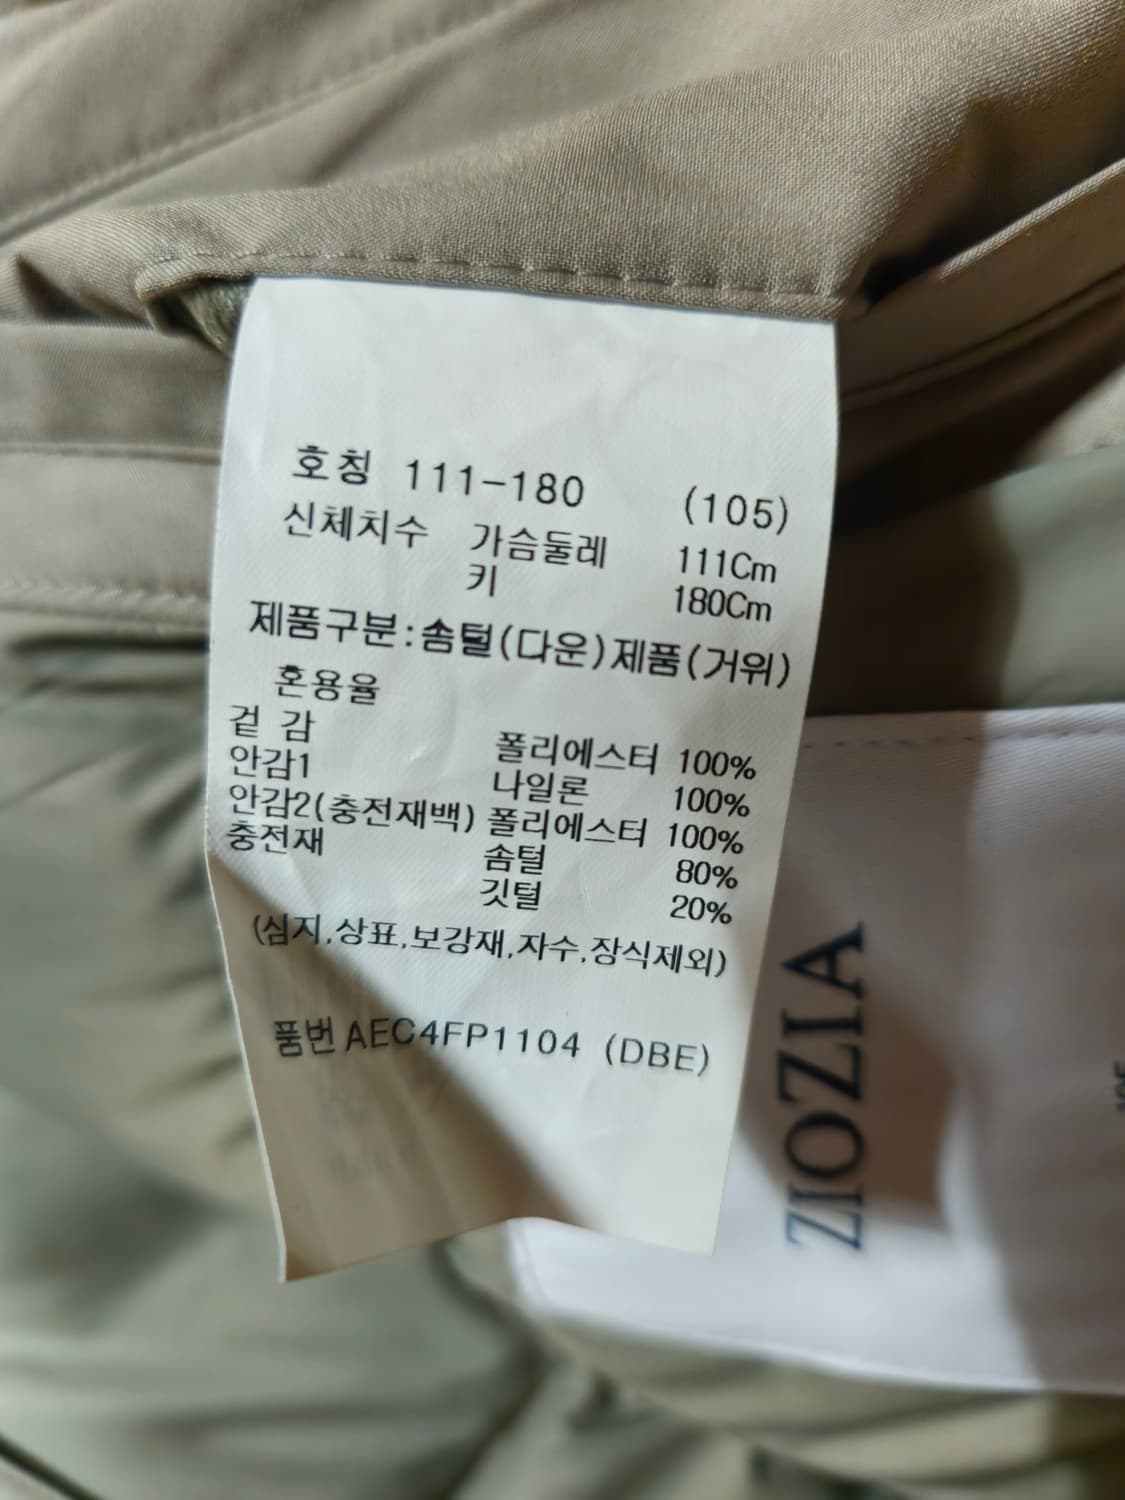 호칭 111-180 (105)
신체치수 가슴둘레 111Cm
키 180Cm
제품구분:솜털(다운)제품(거위)
혼용율
겉 감 폴리에스터 100%
안감1 나일론 100%
안감2(충전재백) 폴리에스터 100%
충전재 솜털 80%
깃털 20%
(심지,상표,보강재,자수,장식제외)
품번 AEC4FP1104 (DBE)
ZIOZIA